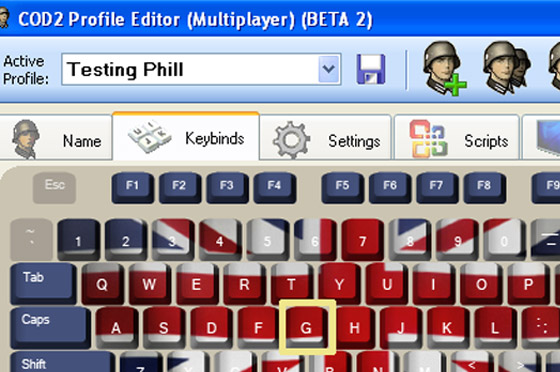 COD2 Profile Editor (Multiplayer) (BETA 2)
Active
Profile:
Testing Phill
Name
Keybinds
Settings
Scripts
Esc F1 F2 F3 F4 F5 F6 F7 F8 F9
~
` 1 2 3 4 5 6 7 8 9 0 –
=
Tab Q W E R T Y U I O P
Caps A S D F G H J K L :
;
Shift Z X C V B N M < >